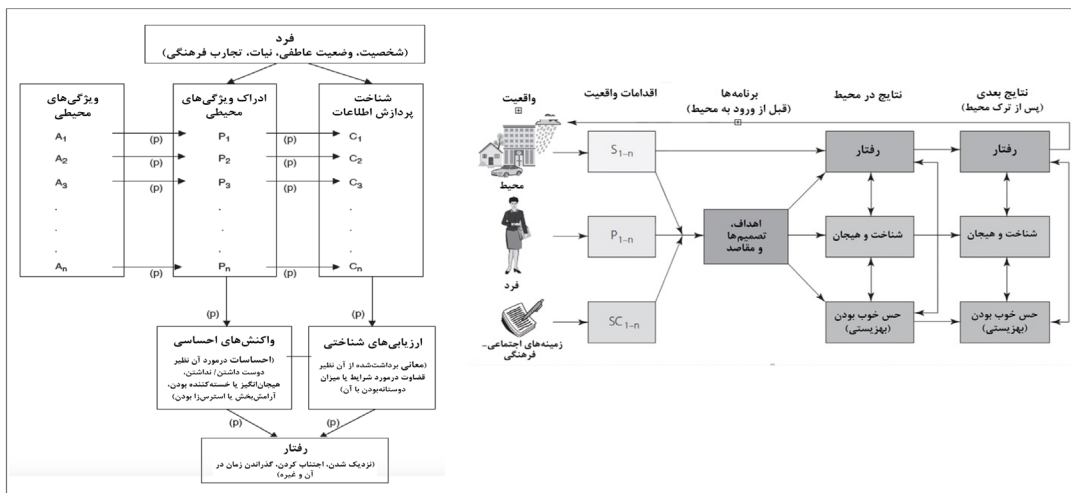 فرد
(شخصیت، وضعیت عاطفی، نیات، تجارب فرهنگی)
ویژگی‌های
محیطی
ادراک ویژگی‌های
محیطی
شناخت
پردازش اطلاعات
A1 (p) P1 (p) C1
A2 (p) P2 (p) C2
A3 (p) P3 (p) C3
. . .
. . .
. . .
An (p) Pn (p) Cn
(p) (p)
واکنش‌های احساسی
(احساسات درمورد آن نظیر
دوست داشتن/ نداشتن،
هیجان‌انگیز یا خسته‌کننده بودن،
آرامش‌بخش یا استرس‌زا بودن)
ارزیابی‌های شناختی
(معانی برداشت‌شده از آن نظیر
قضاوت درمورد شرایط یا میزان
دوستانه‌بودن با آن)
(p) (p)
رفتار
(نزدیک شدن، اجتناب کردن، گذراندن زمان در
آن و غیره)
واقعیت
اقدامات واقعیت
برنامه‌ها
(قبل از ورود به محیط)
نتایج در محیط
نتایج بعدی
(پس از ترک محیط)
محیط
S1–n
رفتار
رفتار
فرد
P1–n
اهداف،
تصمیم‌ها
و مقاصد
شناخت و هیجان
شناخت و هیجان
زمینه‌های اجتماعی-
فرهنگی
SC1–n
حس خوب بودن
(بهزیستی)
حس خوب بودن
(بهزیستی)